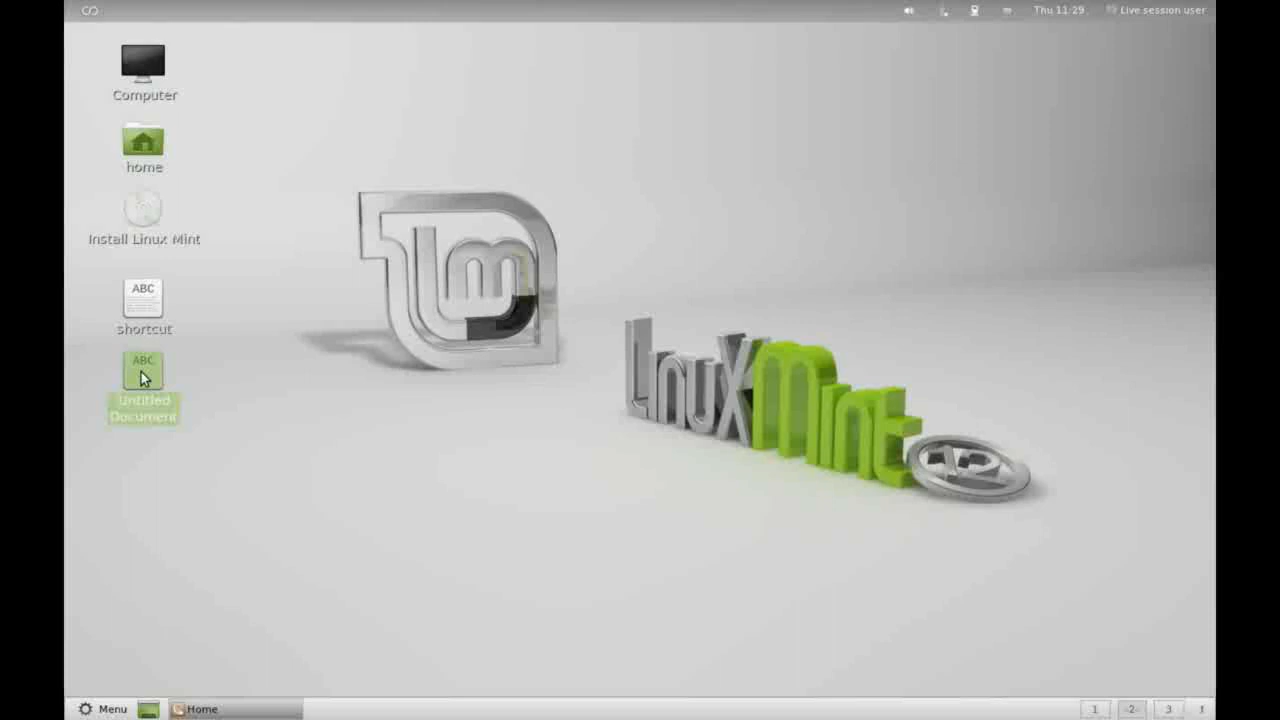 Thu 11:29
Live session user
Computer
home
Install Linux Mint
ABC
shortcut
ABC
Untitled
Document
lm
LinuxMint
12
Menu
Home
1
-2-
3